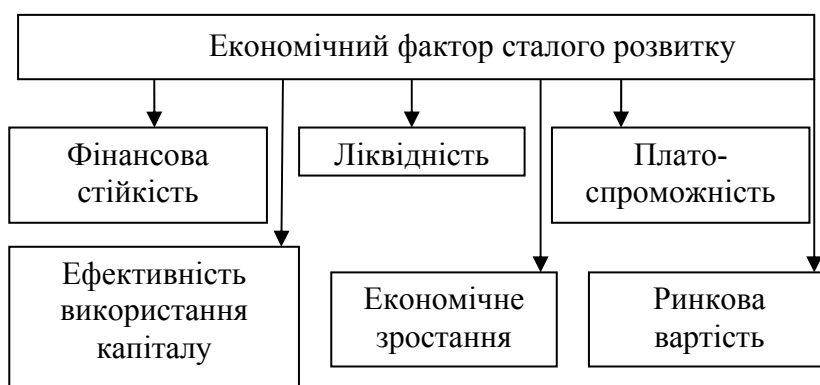 Економічний фактор сталого розвитку
Фінансова
стійкість
Ліквідність
Плато-
спроможність
Ефективність
використання
капіталу
Економічне
зростання
Ринкова
вартість